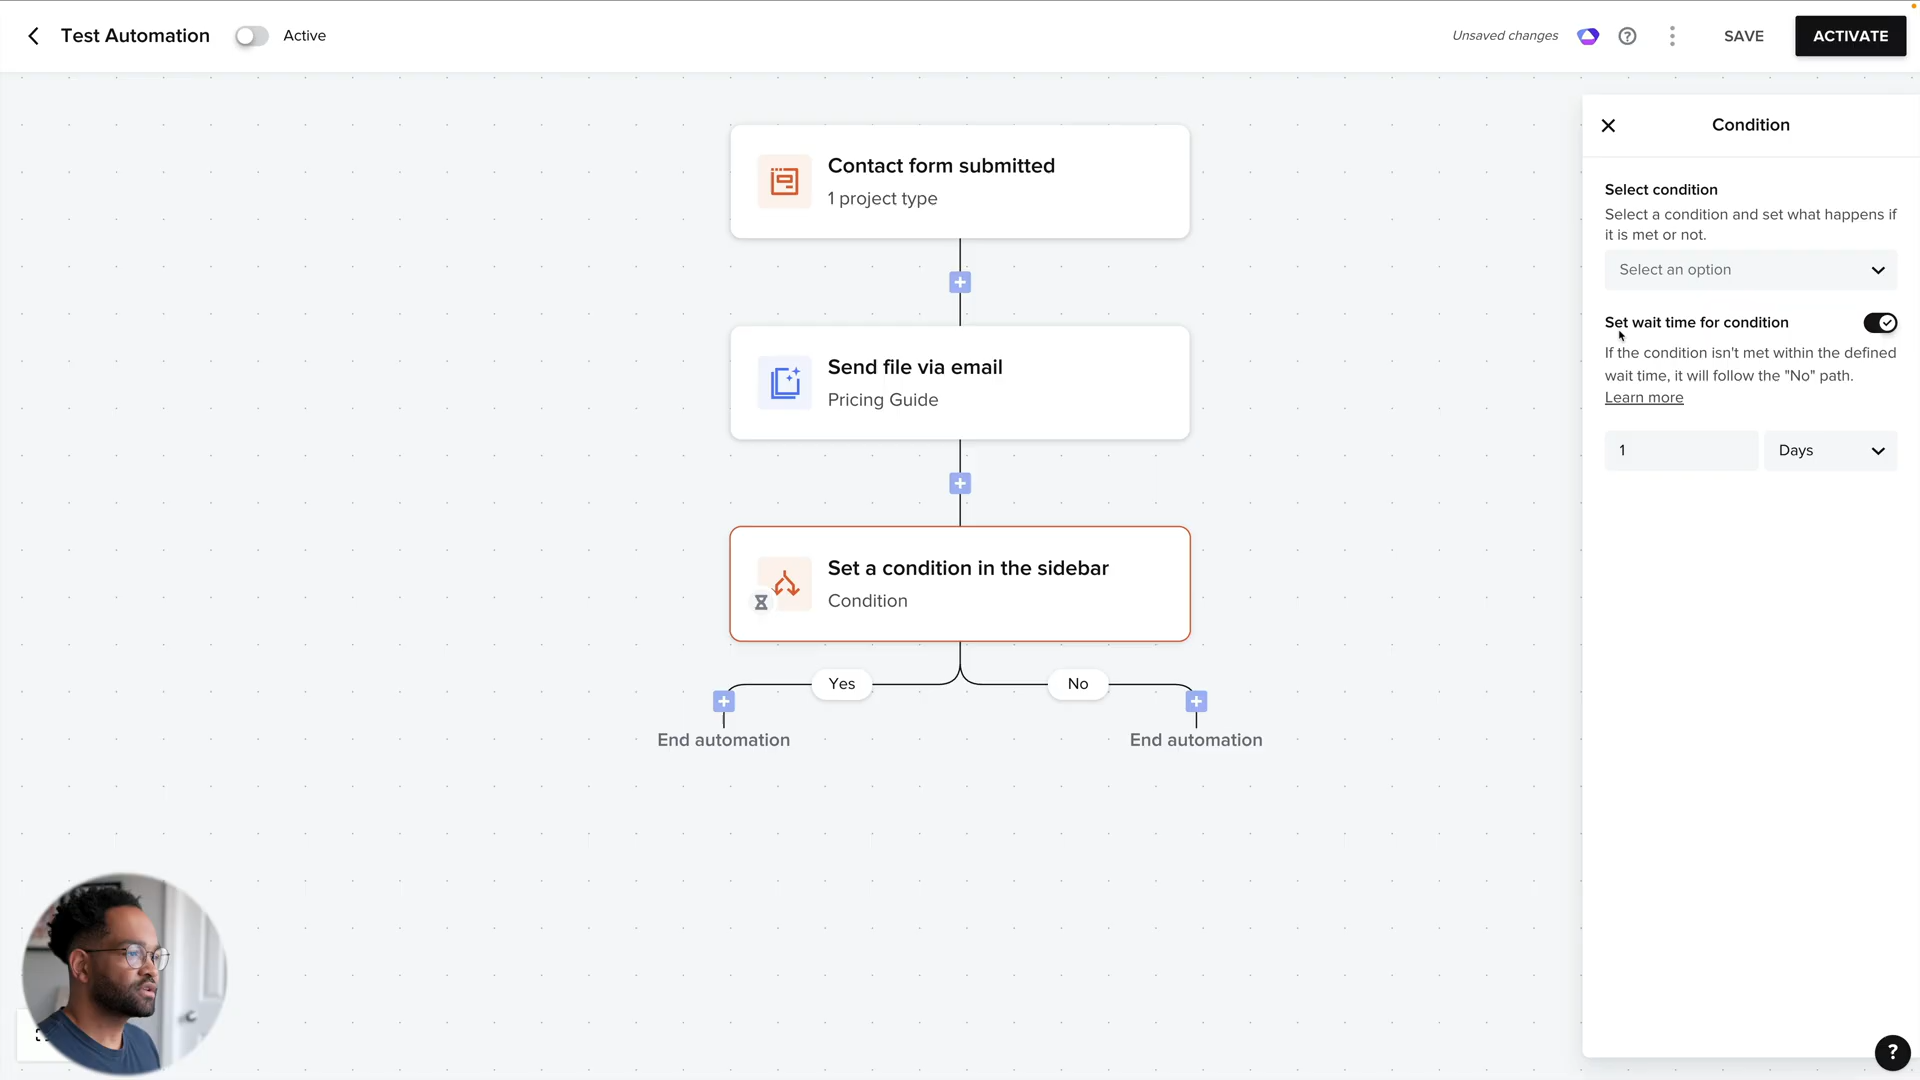 Test Automation
Active
Unsaved changes
SAVE
ACTIVATE
Contact form submitted
1 project type
Send file via email
Pricing Guide
Set a condition in the sidebar
Condition
Yes
No
End automation
End automation
Condition
Select condition
Select a condition and set what happens if
it is met or not.
Select an option
Set wait time for condition
If the condition isn't met within the defined
wait time, it will follow the "No" path.
Learn more
1
Days
?